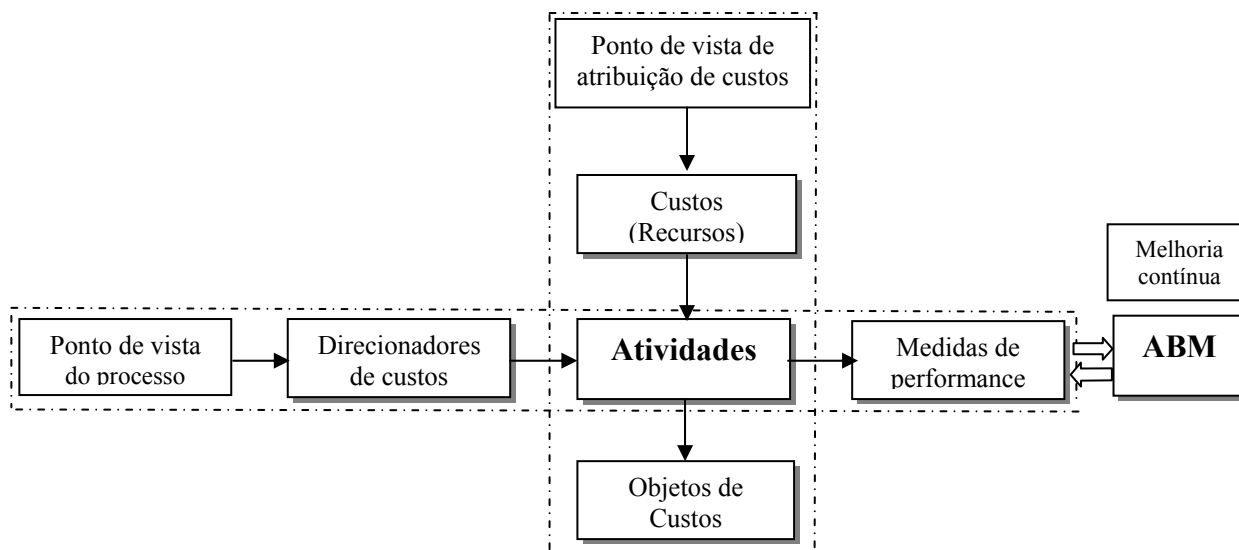 Ponto de vista de
atribuição de custos
Custos
(Recursos)
Melhoria
contínua
Ponto de vista
do processo
Direcionadores
de custos
Atividades
Medidas de
performance
ABM
Objetos de
Custos